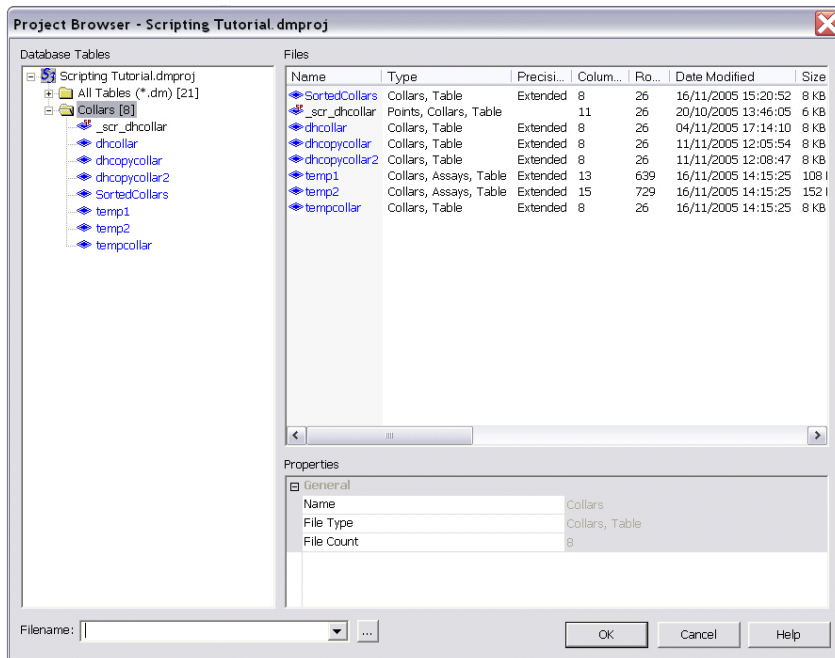 Project Browser - Scripting Tutorial.dmproj
Database Tables
Scripting Tutorial.dmproj
All Tables (*.dm) [21]
Collars [8]
_scr_dhcollar
dhcollar
dhcopycollar
dhcopycollar2
SortedCollars
temp1
temp2
tempcollar
Files
Name Type Precisi... Colum... Ro... Date Modified Size
SortedCollars Collars, Table Extended 8 26 16/11/2005 15:20:52 8 KB
_scr_dhcollar Points, Collars, Table 11 26 20/10/2005 13:46:05 6 KB
dhcollar Collars, Table Extended 8 26 04/11/2005 17:14:10 8 KB
dhcopycollar Collars, Table Extended 8 26 11/11/2005 12:05:54 8 KB
dhcopycollar2 Collars, Table Extended 8 26 11/11/2005 12:08:47 8 KB
temp1 Collars, Assays, Table Extended 13 639 16/11/2005 14:15:25 108
temp2 Collars, Assays, Table Extended 15 729 16/11/2005 14:15:25 152
tempcollar Collars, Table Extended 8 26 16/11/2005 14:15:25 8 KB
Properties
General
Name Collars
File Type Collars, Table
File Count 8
Filename: ...
OK Cancel Help